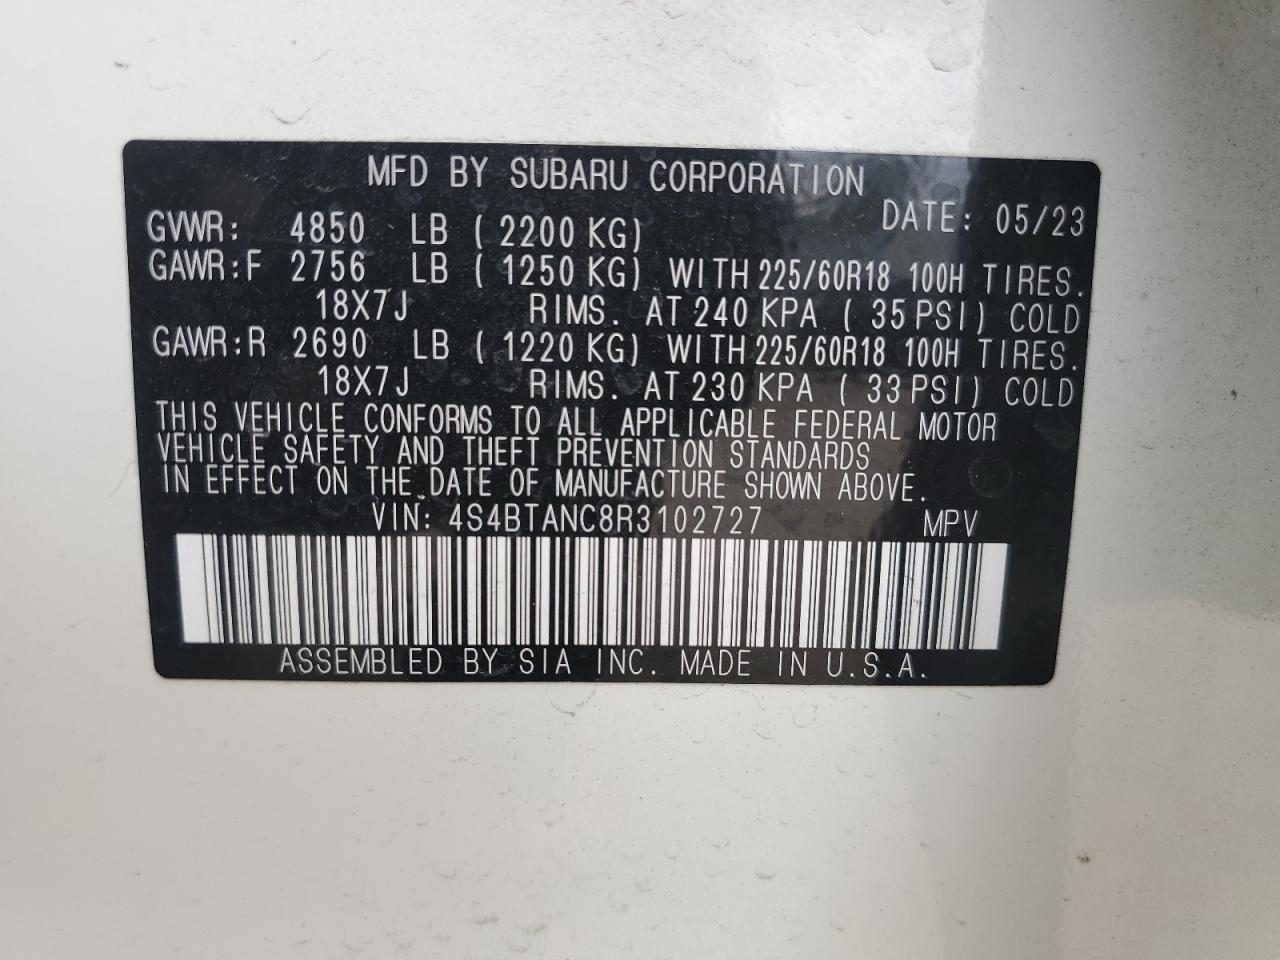 MFD BY SUBARU CORPORATION
DATE: 05/23
GVWR: 4850 LB ( 2200 KG)
GAWR:F 2756 LB ( 1250 KG) WITH 225/60R18 100H TIRES.
18X7J RIMS. AT 240 KPA ( 35 PSI) COLD
GAWR:R 2690 LB ( 1220 KG) WITH 225/60R18 100H TIRES.
18X7J RIMS. AT 230 KPA ( 33 PSI) COLD
THIS VEHICLE CONFORMS TO ALL APPLICABLE FEDERAL MOTOR
VEHICLE SAFETY AND THEFT PREVENTION STANDARDS
IN EFFECT ON THE DATE OF MANUFACTURE SHOWN ABOVE.
VIN: 4S4BTANC8R3102727 MPV
ASSEMBLED BY SIA INC. MADE IN U.S.A.